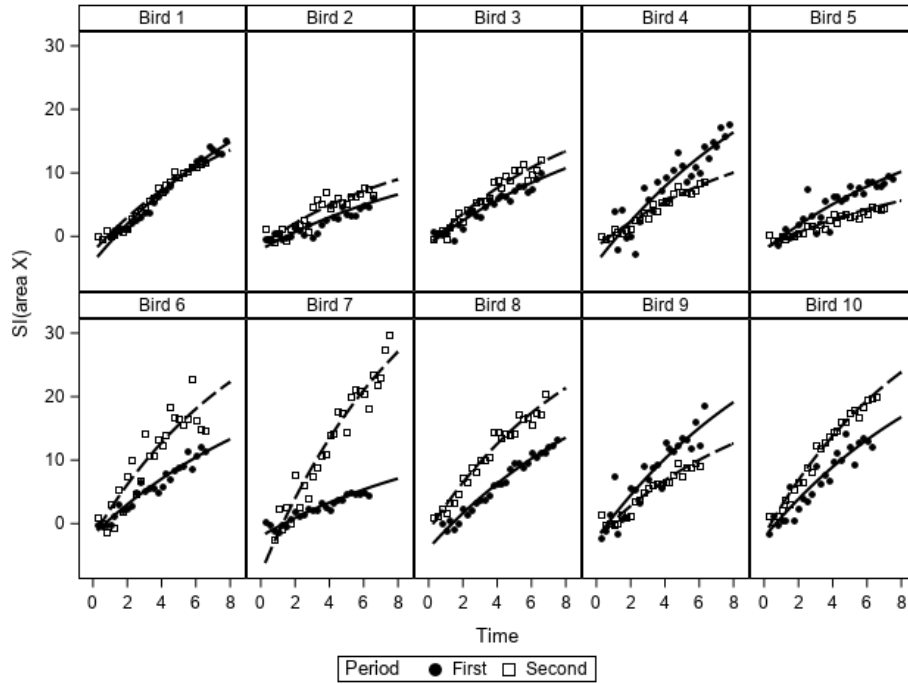 Bird 1 Bird 2 Bird 3 Bird 4 Bird 5
30
20
10
0
SI(area X)
Bird 6 Bird 7 Bird 8 Bird 9 Bird 10
30
20
10
0
0 2 4 6 8 0 2 4 6 8 0 2 4 6 8 0 2 4 6 8 0 2 4 6 8
Time
Period First Second